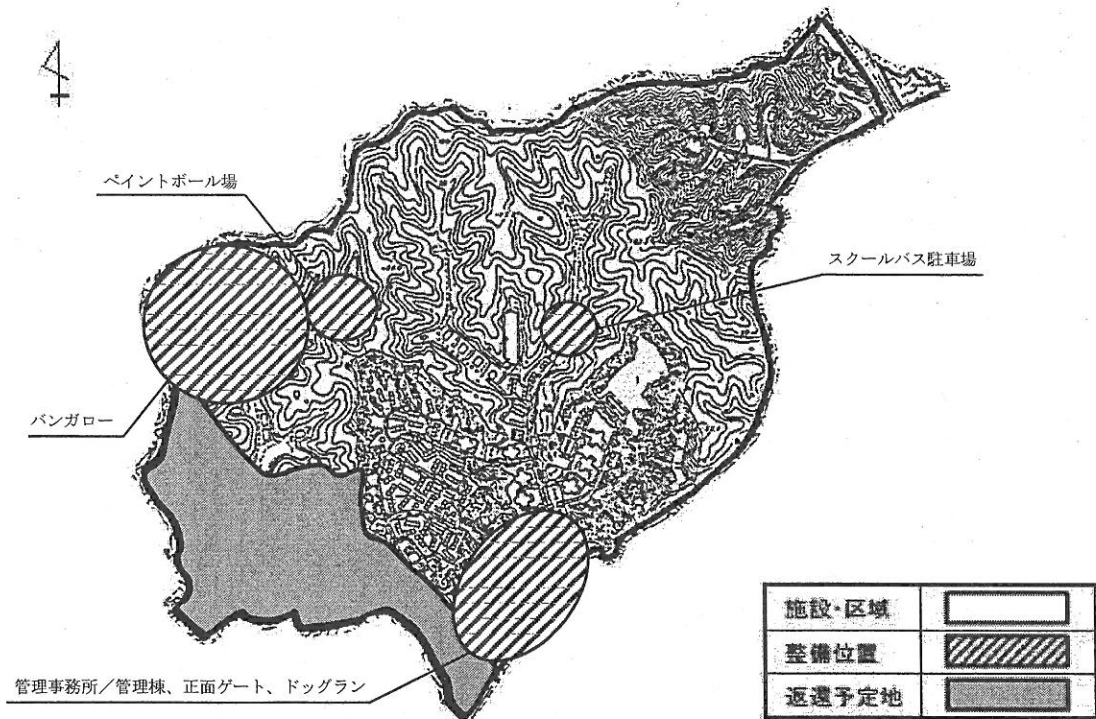 ペイントボール場
スクールバス駐車場
バンガロー
管理事務所／管理棟、正面ゲート、ドッグラン
施設・区域
整備位置
返還予定地